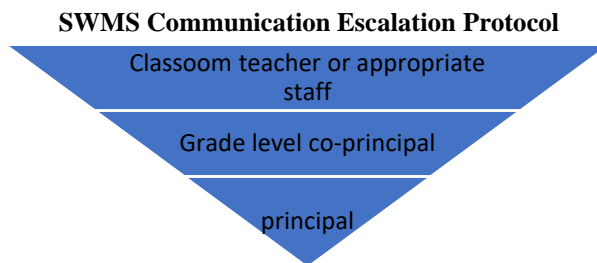 SWMS Communication Escalation Protocol
Classoom teacher or appropriate
staff
Grade level co-principal
principal